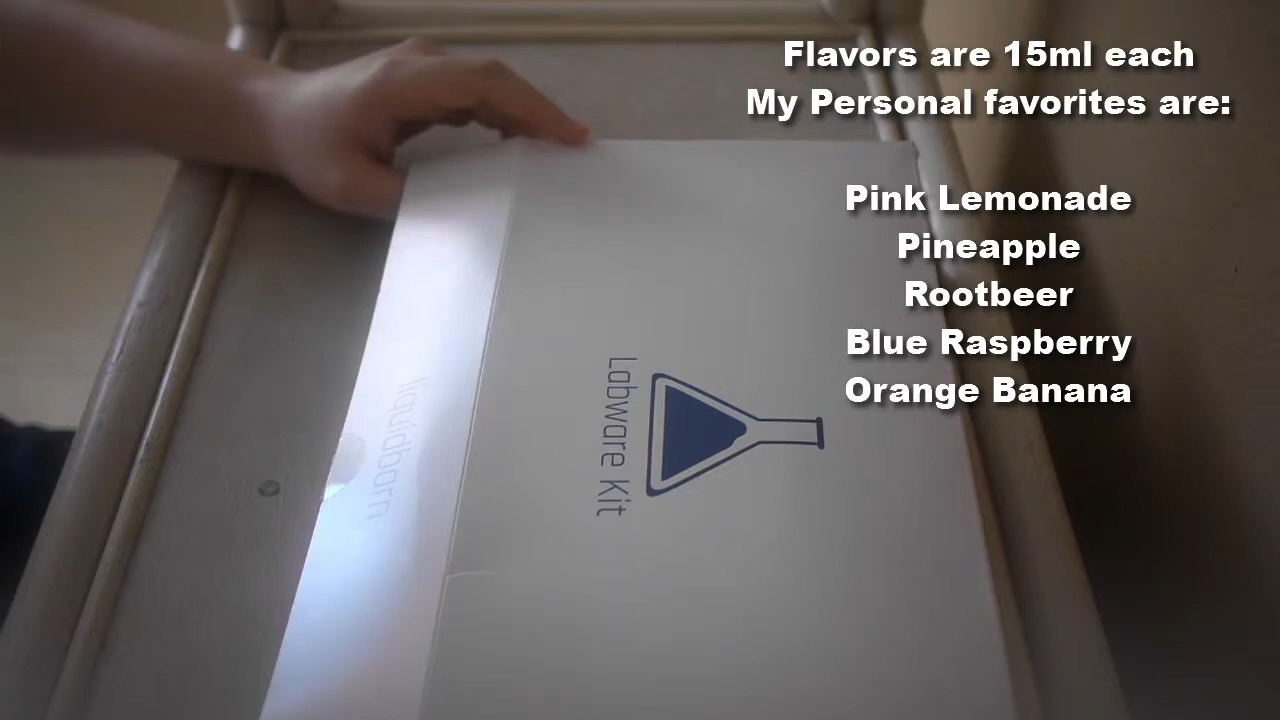 Flavors are 15ml each
My Personal favorites are:
Pink Lemonade
Pineapple
Rootbeer
Blue Raspberry
Orange Banana
Labware Kit
liquidbarn